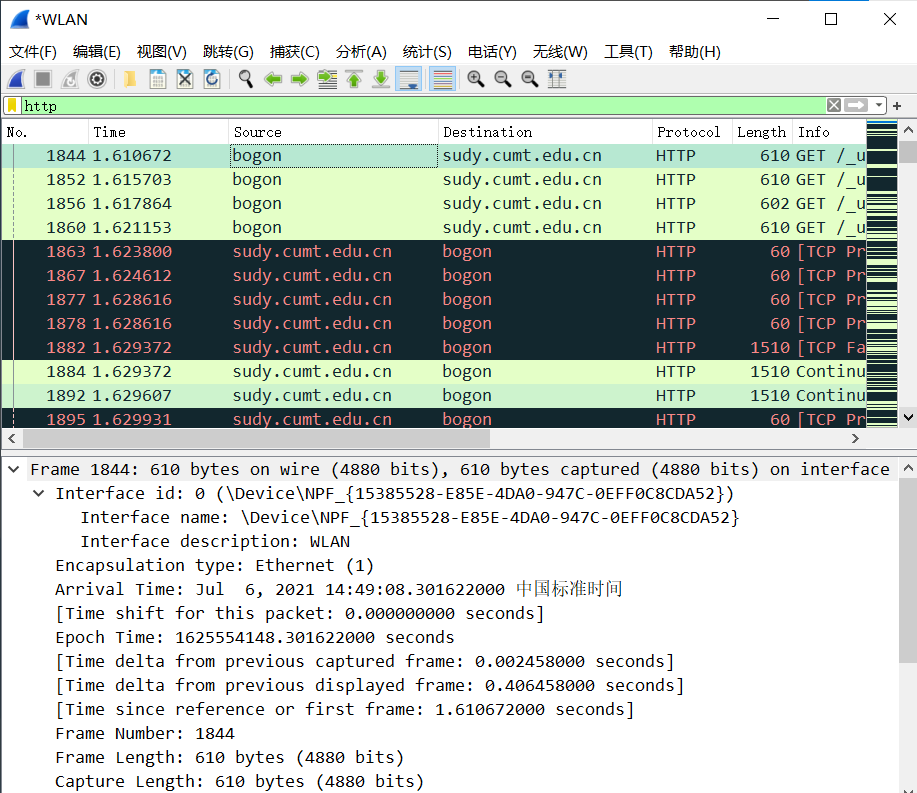 *WLAN
文件(F) 编辑(E) 视图(V) 跳转(G) 捕获(C) 分析(A) 统计(S) 电话(Y) 无线(W) 工具(T) 帮助(H)
http
No. Time Source Destination Protocol Length Info
1844 1.610672 bogon sudy.cumt.edu.cn HTTP 610 GET /_u
1852 1.615703 bogon sudy.cumt.edu.cn HTTP 610 GET /_u
1856 1.617864 bogon sudy.cumt.edu.cn HTTP 602 GET /_u
1860 1.621153 bogon sudy.cumt.edu.cn HTTP 610 GET /_u
1863 1.623800 sudy.cumt.edu.cn bogon HTTP 60 [TCP Pr
1867 1.624612 sudy.cumt.edu.cn bogon HTTP 60 [TCP Pr
1877 1.628616 sudy.cumt.edu.cn bogon HTTP 60 [TCP Pr
1878 1.628616 sudy.cumt.edu.cn bogon HTTP 60 [TCP Pr
1882 1.629372 sudy.cumt.edu.cn bogon HTTP 1510 [TCP Fa
1884 1.629372 sudy.cumt.edu.cn bogon HTTP 1510 Continu
1892 1.629607 sudy.cumt.edu.cn bogon HTTP 1510 Continu
1895 1.629931 sudy.cumt.edu.cn bogon HTTP 60 [TCP Pr
Frame 1844: 610 bytes on wire (4880 bits), 610 bytes captured (4880 bits) on interface
Interface id: 0 (\Device\NPF_{15385528-E85E-4DA0-947C-0EFF0C8CDA52})
Interface name: \Device\NPF_{15385528-E85E-4DA0-947C-0EFF0C8CDA52}
Interface description: WLAN
Encapsulation type: Ethernet (1)
Arrival Time: Jul  6, 2021 14:49:08.301622000 中国标准时间
[Time shift for this packet: 0.000000000 seconds]
Epoch Time: 1625554148.301622000 seconds
[Time delta from previous captured frame: 0.002458000 seconds]
[Time delta from previous displayed frame: 0.406458000 seconds]
[Time since reference or first frame: 1.610672000 seconds]
Frame Number: 1844
Frame Length: 610 bytes (4880 bits)
Capture Length: 610 bytes (4880 bits)